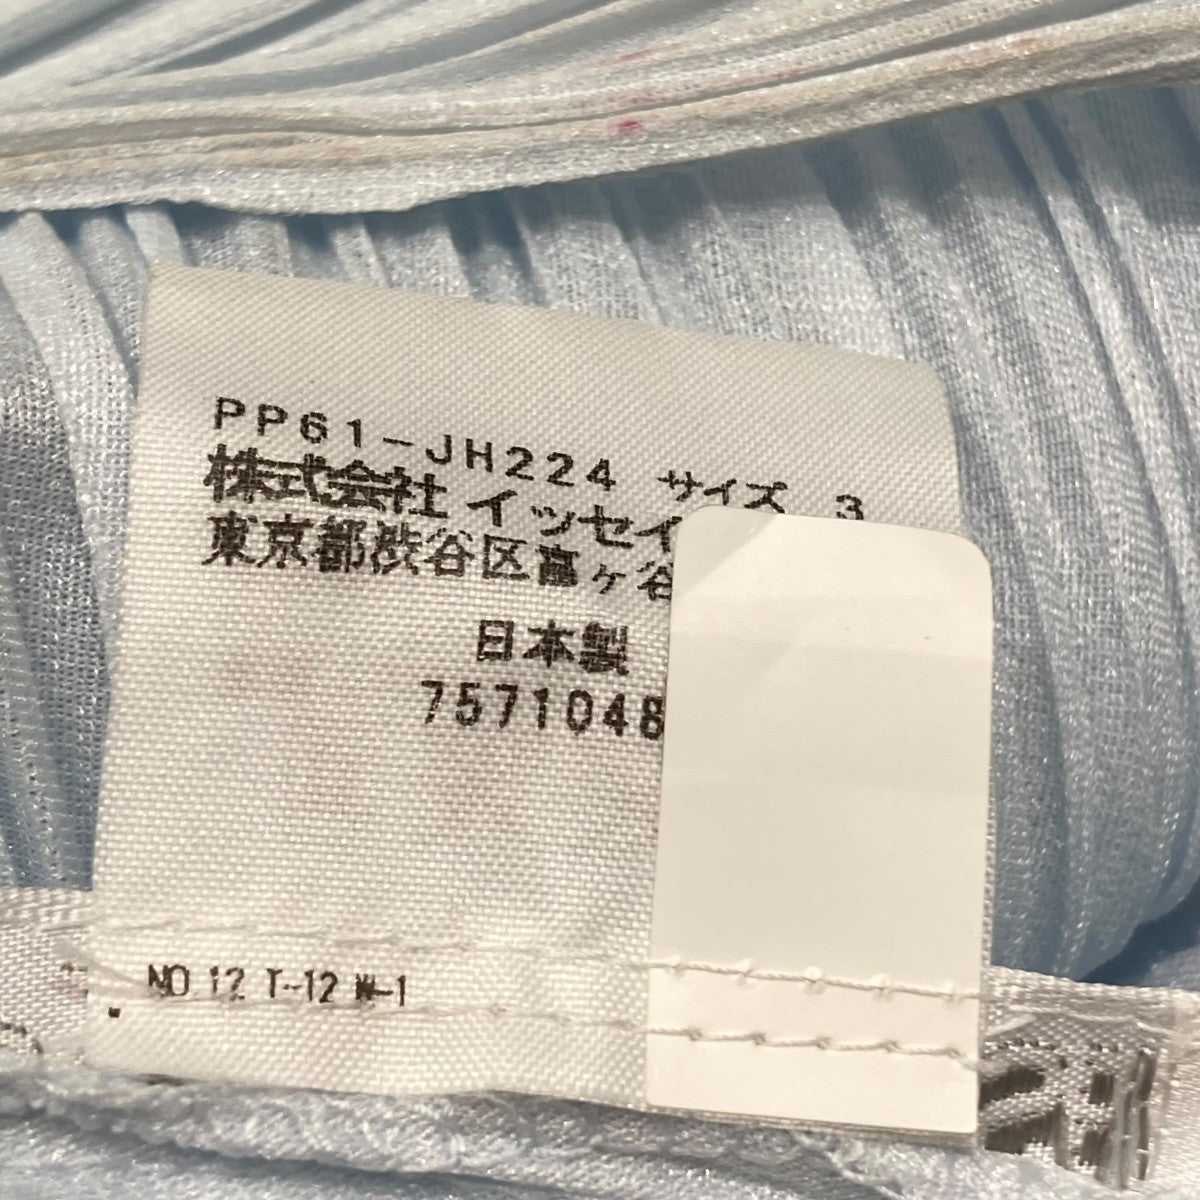 PP61-JH224 サイズ 3
株式会社 イッセイ
東京都渋谷区富ヶ谷
日本製
7571048
NO 12 T-12 W-1